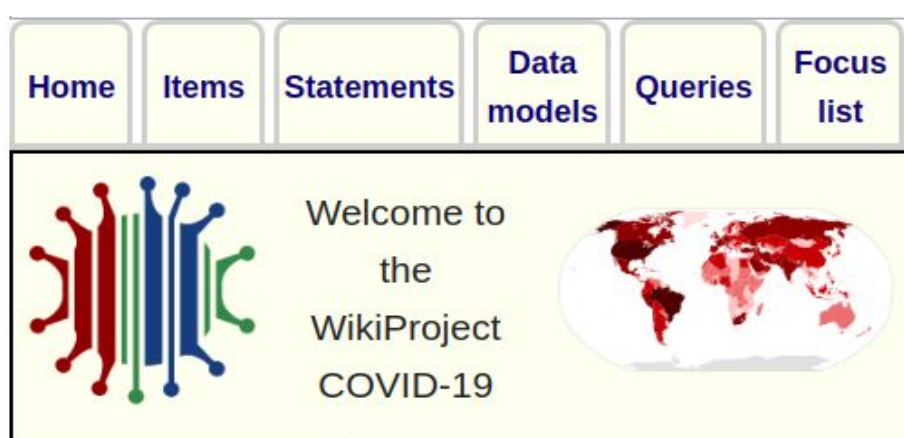 Home
Items
Statements
Data
models
Queries
Focus
list
Welcome to
the
WikiProject
COVID-19